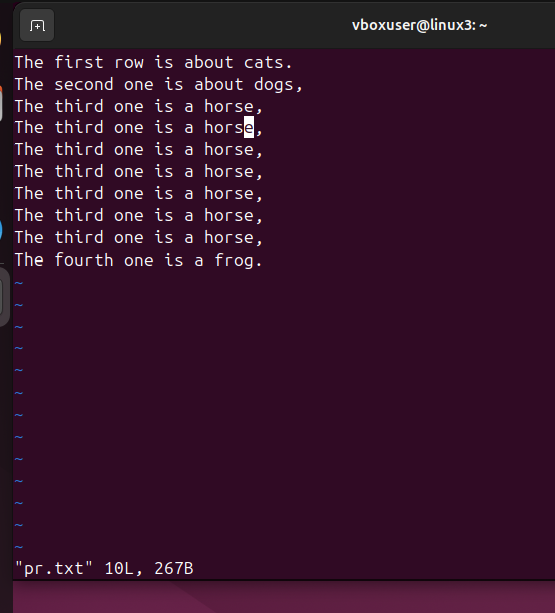 vboxuser@linux3: ~
The first row is about cats.
The second one is about dogs,
The third one is a horse,
The third one is a horse,
The third one is a horse,
The third one is a horse,
The third one is a horse,
The third one is a horse,
The third one is a horse,
The fourth one is a frog.
~
~
~
~
~
~
~
~
~
~
~
~
~
"pr.txt" 10L, 267B